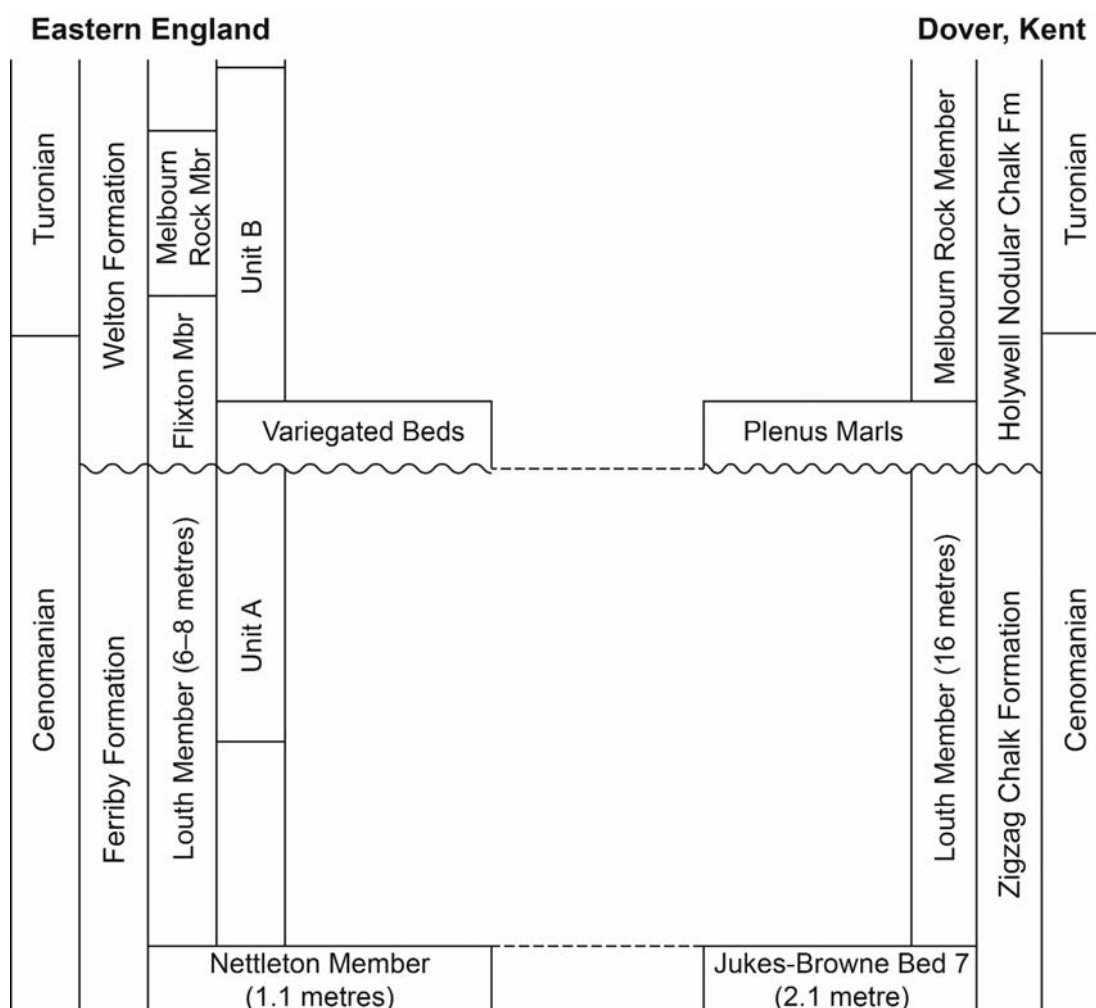 Eastern England
Dover, Kent
Turonian
Cenomanian
Welton Formation
Ferriby Formation
Melbourn
Rock Mbr
Flixton Mbr
Louth Member (6–8 metres)
Unit B
Unit A
Variegated Beds
Nettleton Member
(1.1 metres)
Plenus Marls
Jukes-Browne Bed 7
(2.1 metre)
Melbourn Rock Member
Louth Member (16 metres)
Holywell Nodular Chalk Fm
Zigzag Chalk Formation
Turonian
Cenomanian